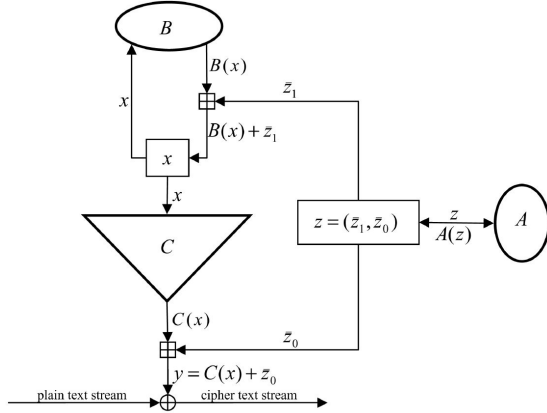 B
B(x)
x
z̄₁
B(x) + z̄₁
x
x
z = (z̄₁, z̄₀)
z
A(z)
A
C
C(x)
z̄₀
y = C(x) + z̄₀
plain text stream
cipher text stream